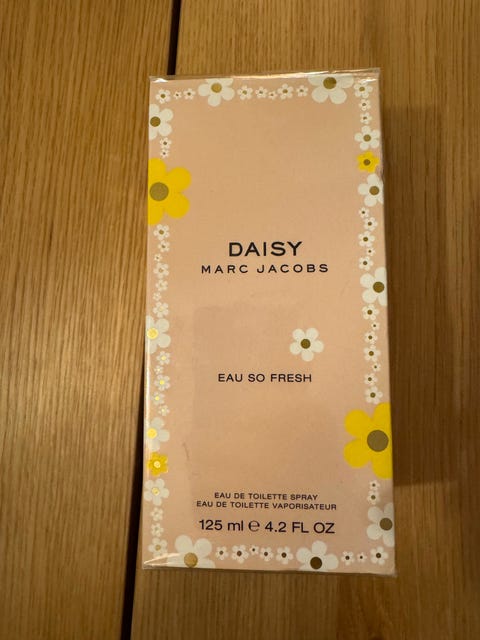 DAISY
MARC JACOBS
EAU SO FRESH
EAU DE TOILETTE SPRAY
EAU DE TOILETTE VAPORISATEUR
125 ml ℮ 4.2 FL OZ